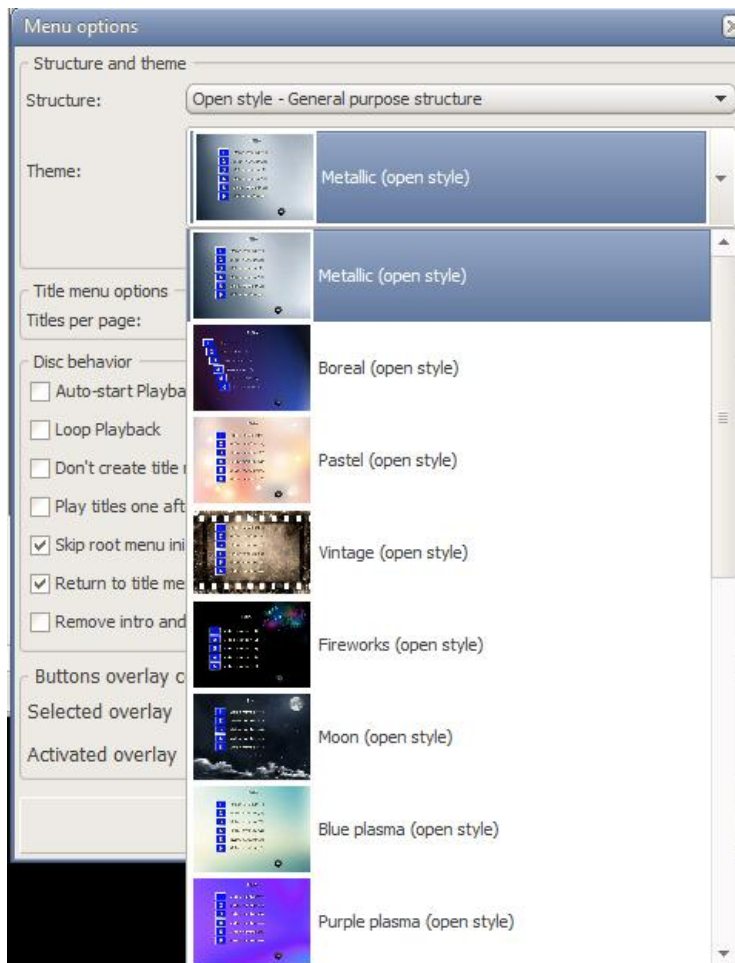 Menu options
Structure and theme
Structure:
Open style - General purpose structure
Theme:
Metallic (open style)
Metallic (open style)
Boreal (open style)
Pastel (open style)
Vintage (open style)
Fireworks (open style)
Moon (open style)
Blue plasma (open style)
Purple plasma (open style)
Title menu options
Titles per page:
Disc behavior
Auto-start Playba
Loop Playback
Don't create title
Play titles one aft
Skip root menu ini
Return to title me
Remove intro and
Buttons overlay c
Selected overlay
Activated overlay